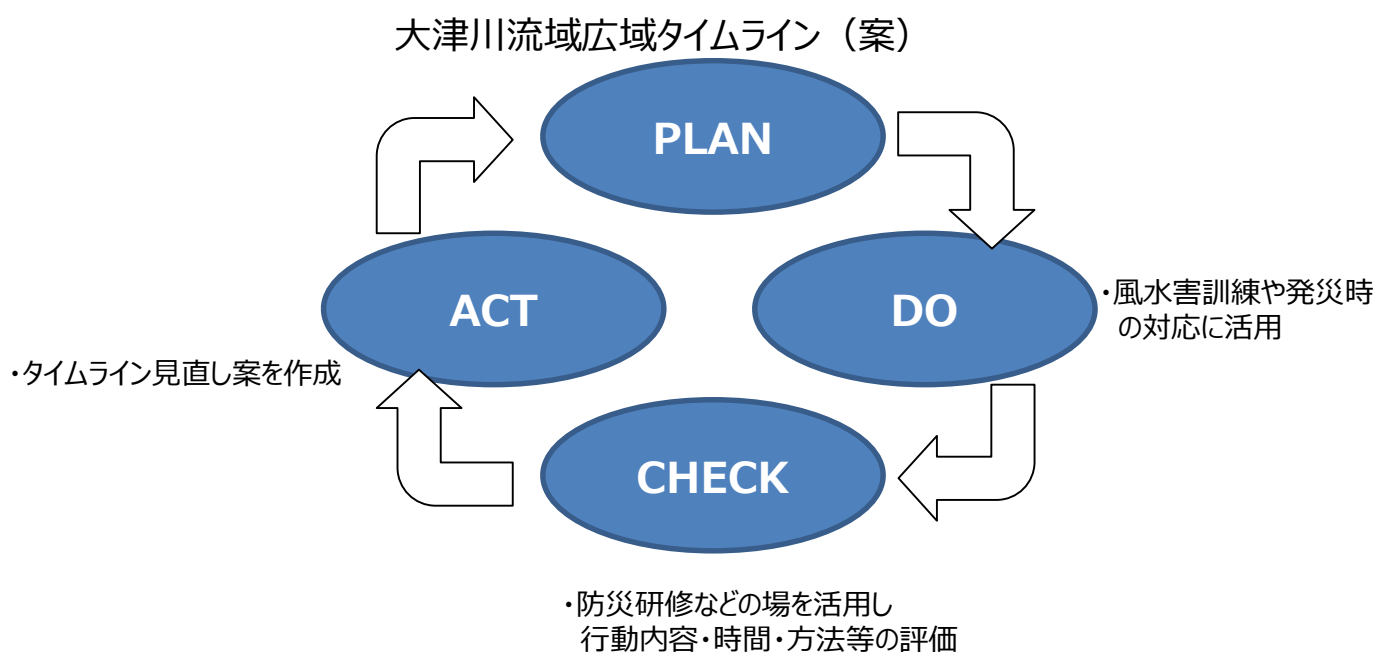 大津川流域広域タイムライン（案）
PLAN
ACT
DO
・風水害訓練や発災時
の対応に活用
・タイムライン見直し案を作成
CHECK
・防災研修などの場を活用し
行動内容・時間・方法等の評価